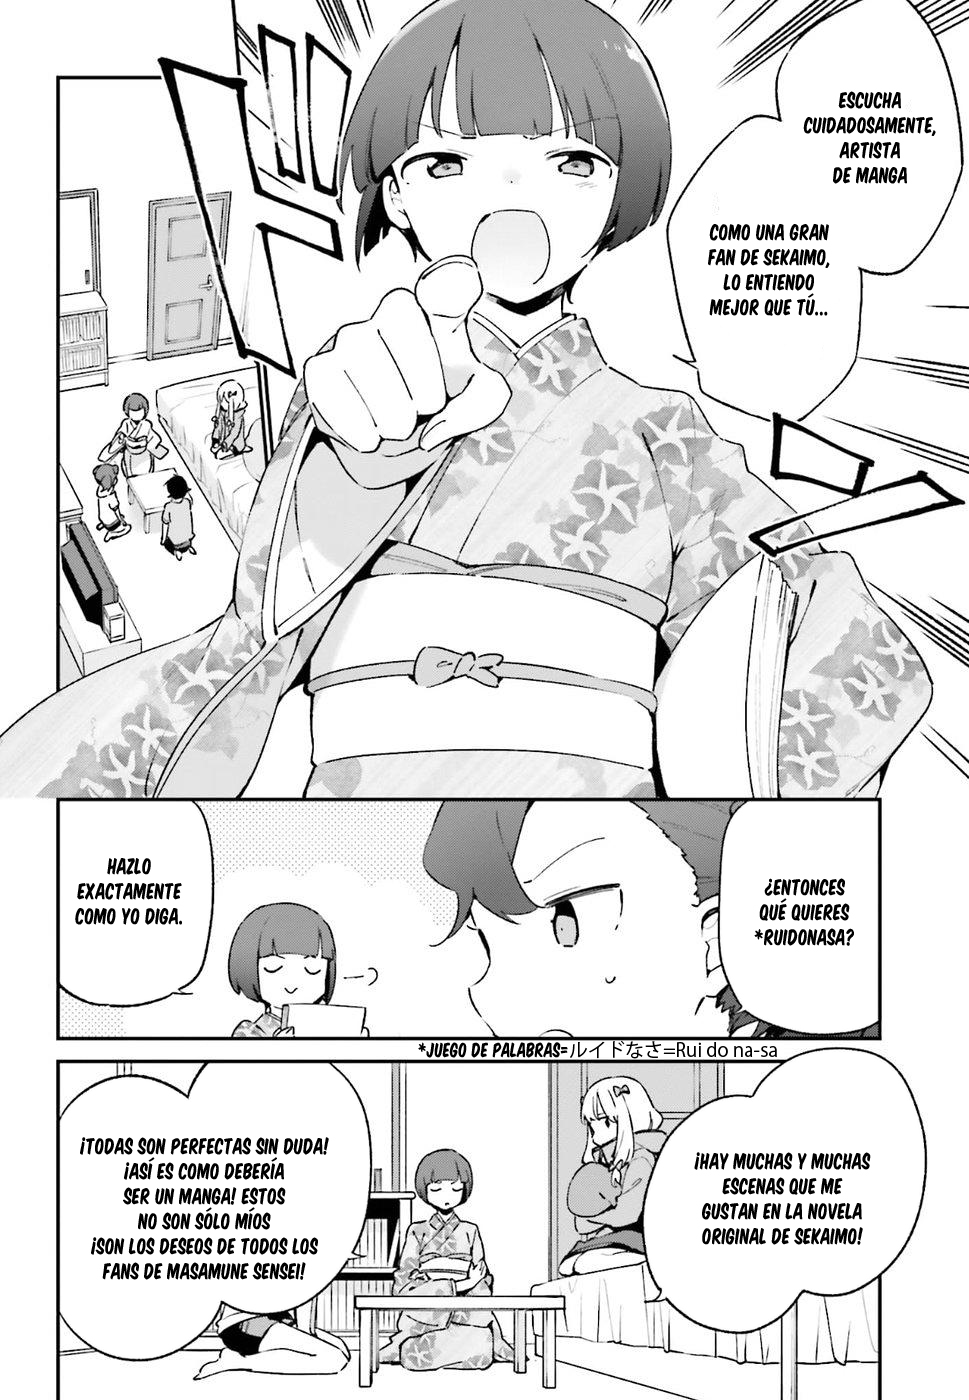 ESCUCHA
CUIDADOSAMENTE,
ARTISTA
DE MANGA
COMO UNA GRAN
FAN DE SEKAIMO,
LO ENTIENDO
MEJOR QUE TÚ...
¿ENTONCES
QUÉ QUIERES
*RUIDONASA?
HAZLO
EXACTAMENTE
COMO YO DIGA.
*JUEGO DE PALABRAS=ルイドなさ=Rui do na-sa
¡HAY MUCHAS Y MUCHAS
ESCENAS QUE ME
GUSTAN EN LA NOVELA
ORIGINAL DE SEKAIMO!
¡TODAS SON PERFECTAS SIN DUDA!
¡ASÍ ES COMO DEBERÍA
SER UN MANGA! ESTOS
NO SON SÓLO MÍOS
¡SON LOS DESEOS DE TODOS LOS
FANS DE MASAMUNE SENSEI!